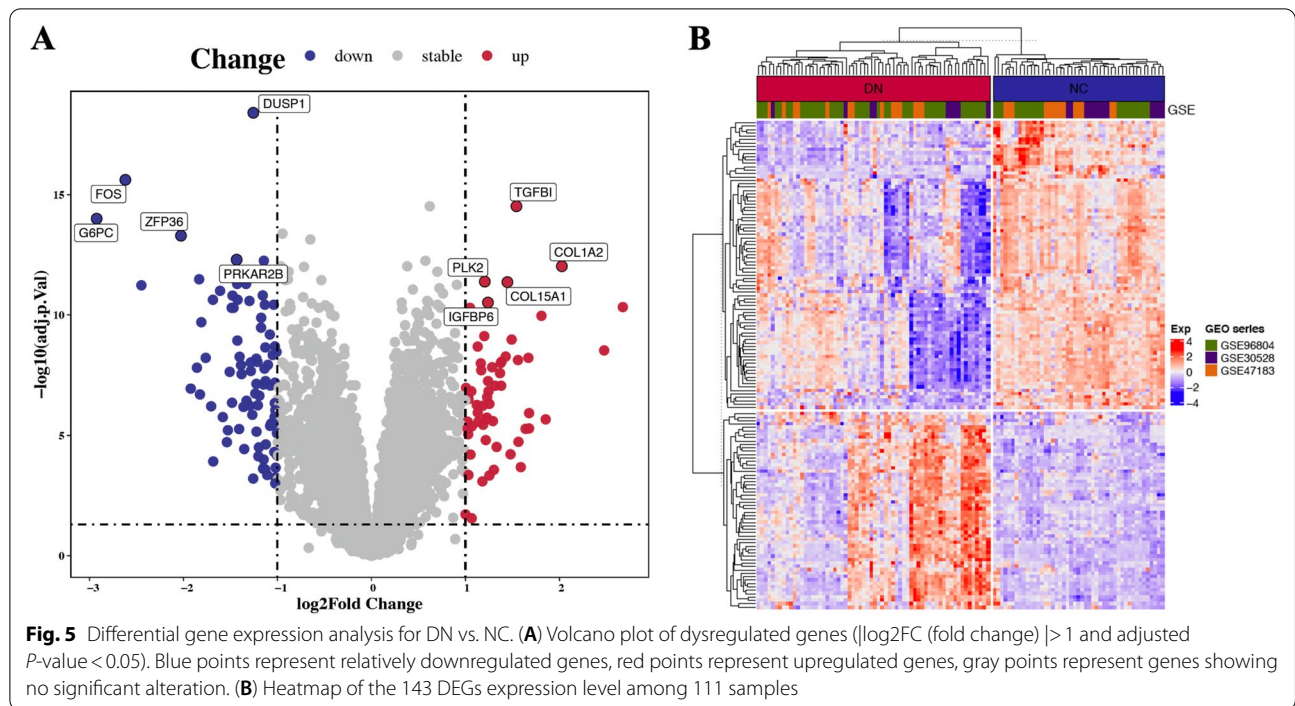 A
Change down stable up
DUSP1
FOS
G6PC
ZFP36
PRKAR2B
TGFBI
COL1A2
PLK2
COL15A1
IGFBP6
15
10
5
0
−log10(adj.p.Val)
−3 −2 −1 0 1 2
log2Fold Change
B
DN NC
GSE
Exp
4
2
0
−2
−4
GEO series
GSE96804
GSE30528
GSE47183
Fig. 5 Differential gene expression analysis for DN vs. NC. (A) Volcano plot of dysregulated genes (|log2FC (fold change) |> 1 and adjusted
P-value < 0.05). Blue points represent relatively downregulated genes, red points represent upregulated genes, gray points represent genes showing
no significant alteration. (B) Heatmap of the 143 DEGs expression level among 111 samples